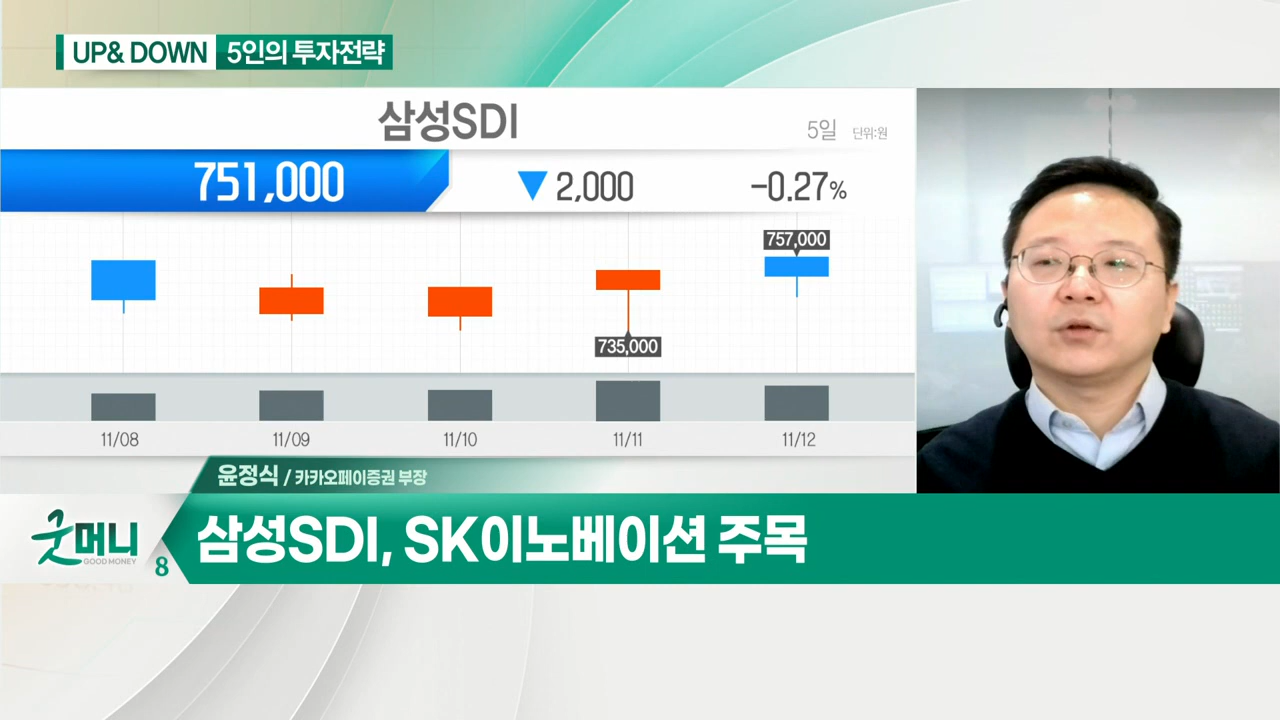 UP& DOWN 5인의 투자전략
삼성SDI
5일 단위:원
751,000 ▼ 2,000 -0.27%
757,000
735,000
11/08 11/09 11/10 11/11 11/12
윤정식 / 카카오페이증권 부장
굿머니
GOOD MONEY
8
삼성SDI, SK이노베이션 주목